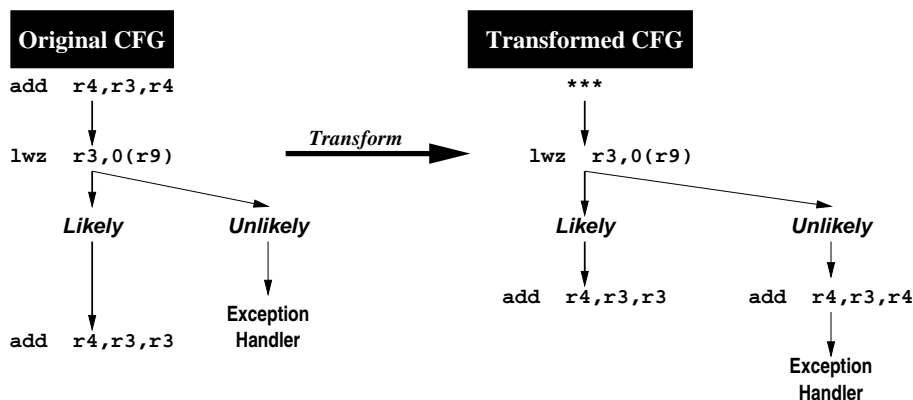 Original CFG
add r4,r3,r4
lwz r3,0(r9)
Likely
Unlikely
Exception
Handler
add r4,r3,r3
Transform
Transformed CFG
***
lwz r3,0(r9)
Likely
Unlikely
add r4,r3,r3
add r4,r3,r4
Exception
Handler